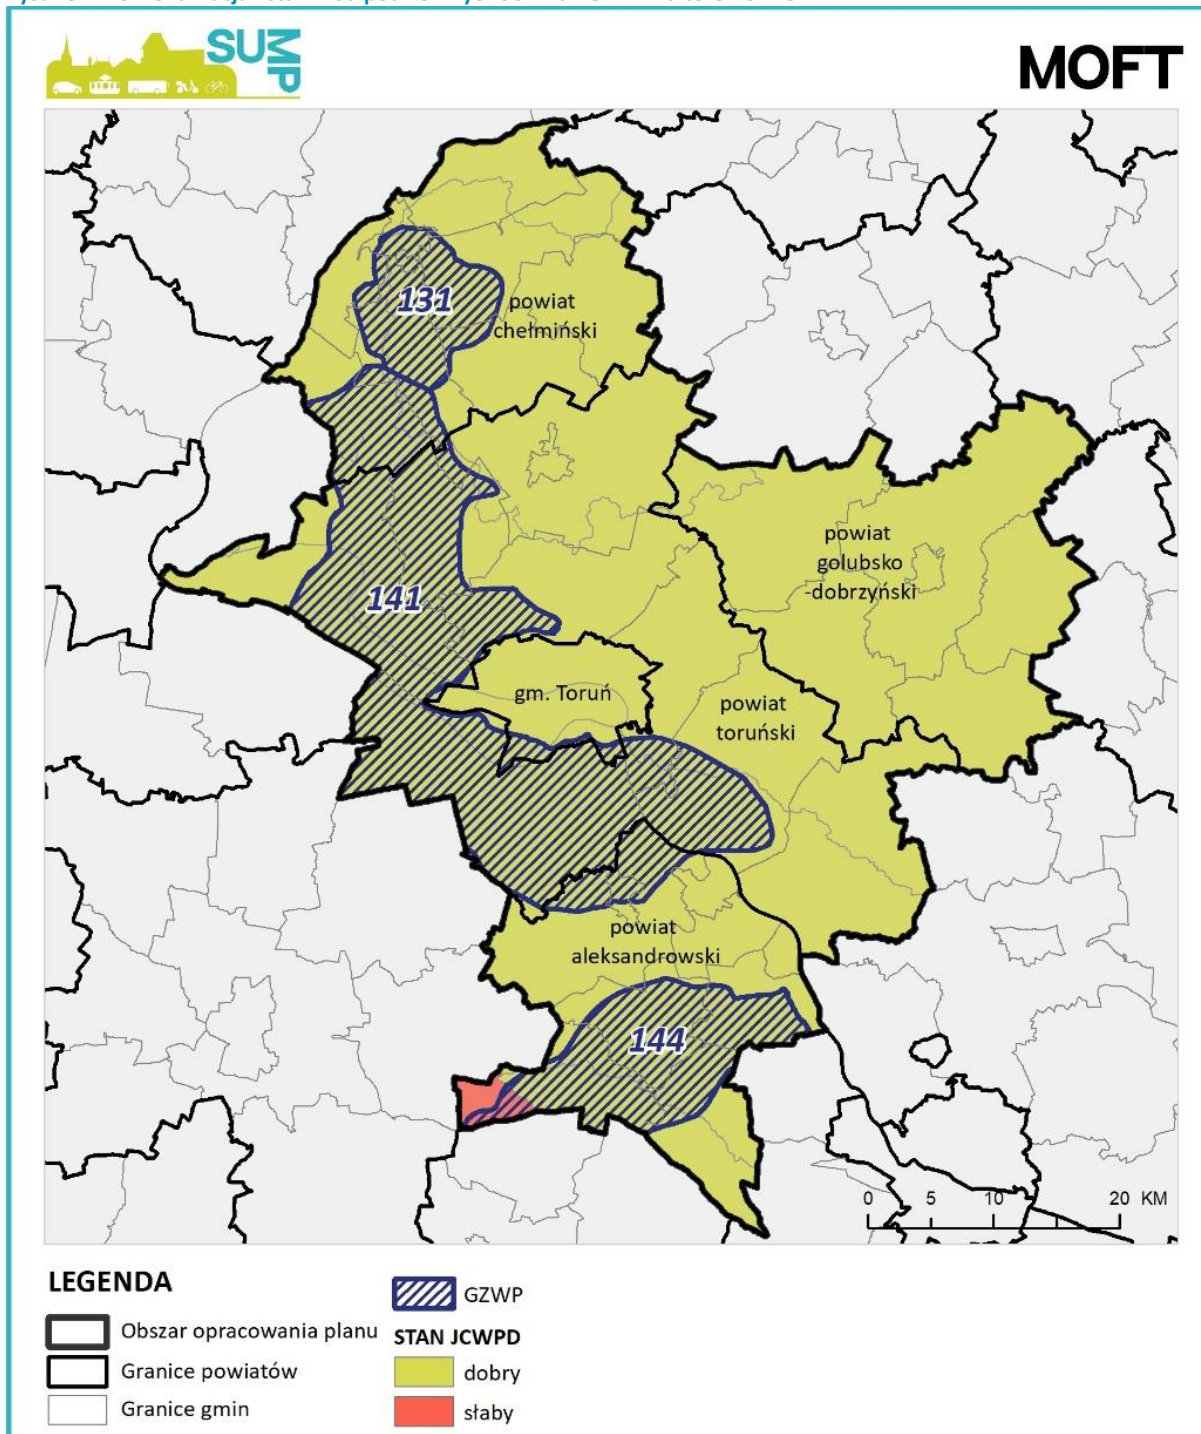 SUMP
MOFT
131
powiat
chełmiński
141
powiat
golubsko
-dobrzyński
gm. Toruń
powiat
toruński
powiat
aleksandrowski
144
0 5 10 20 KM
LEGENDA
GZWP
Obszar opracowania planu
STAN JCWPD
Granice powiatów
dobry
Granice gmin
słaby